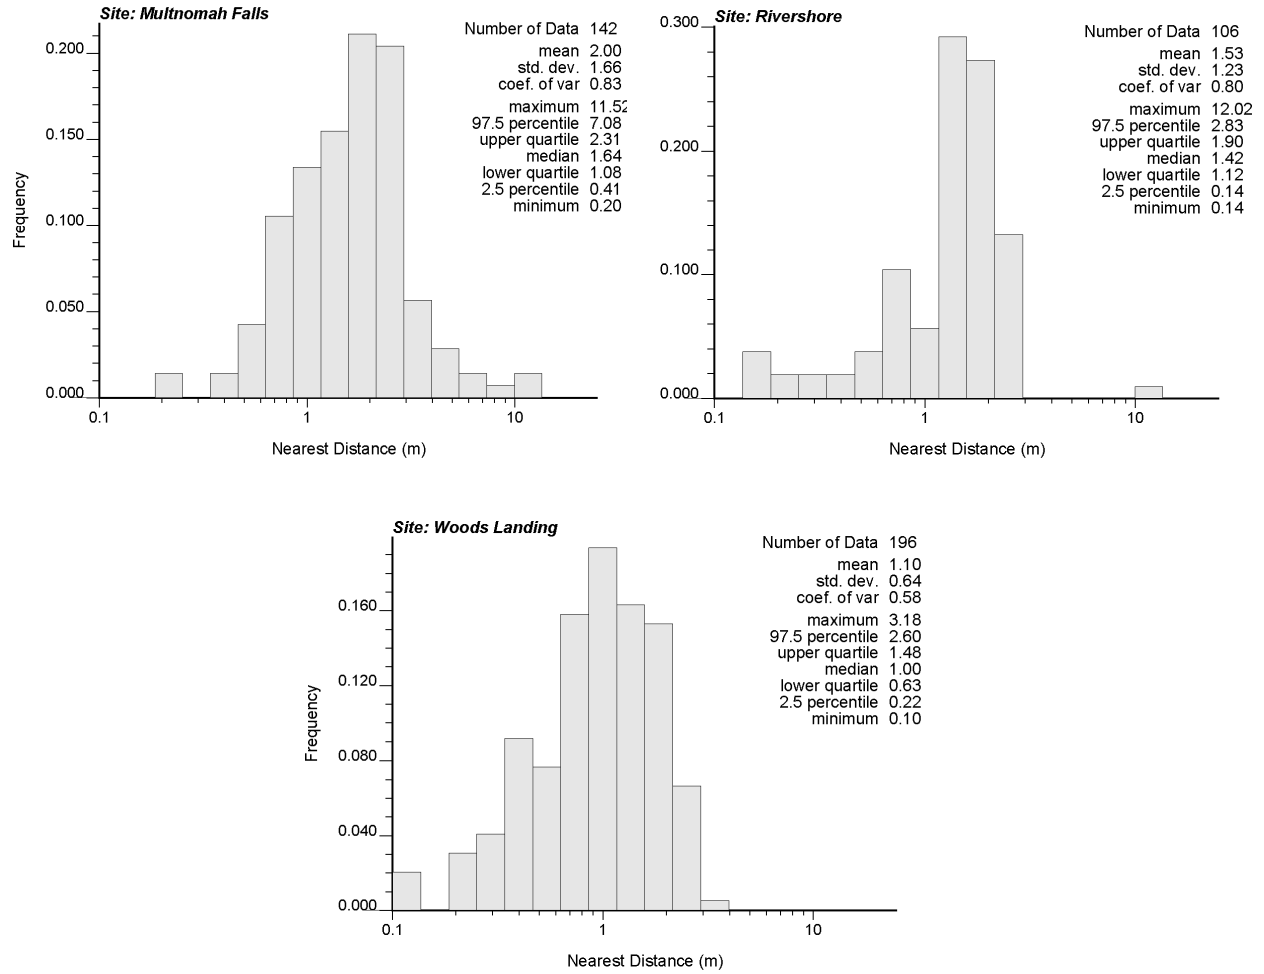 Site: Multnomah Falls
Number of Data 142
mean 2.00
std. dev. 1.66
coef. of var 0.83
maximum 11.52
97.5 percentile 7.08
upper quartile 2.31
median 1.64
lower quartile 1.08
2.5 percentile 0.41
minimum 0.20
Frequency
0.200
0.150
0.100
0.050
0.000
0.1 1 10
Nearest Distance (m)
Site: Rivershore
Number of Data 106
mean 1.53
std. dev. 1.23
coef. of var 0.80
maximum 12.02
97.5 percentile 2.83
upper quartile 1.90
median 1.42
lower quartile 1.12
2.5 percentile 0.14
minimum 0.14
0.300
0.200
0.100
0.000
0.1 1 10
Nearest Distance (m)
Site: Woods Landing
Number of Data 196
mean 1.10
std. dev. 0.64
coef. of var 0.58
maximum 3.18
97.5 percentile 2.60
upper quartile 1.48
median 1.00
lower quartile 0.63
2.5 percentile 0.22
minimum 0.10
Frequency
0.160
0.120
0.080
0.040
0.000
0.1 1 10
Nearest Distance (m)